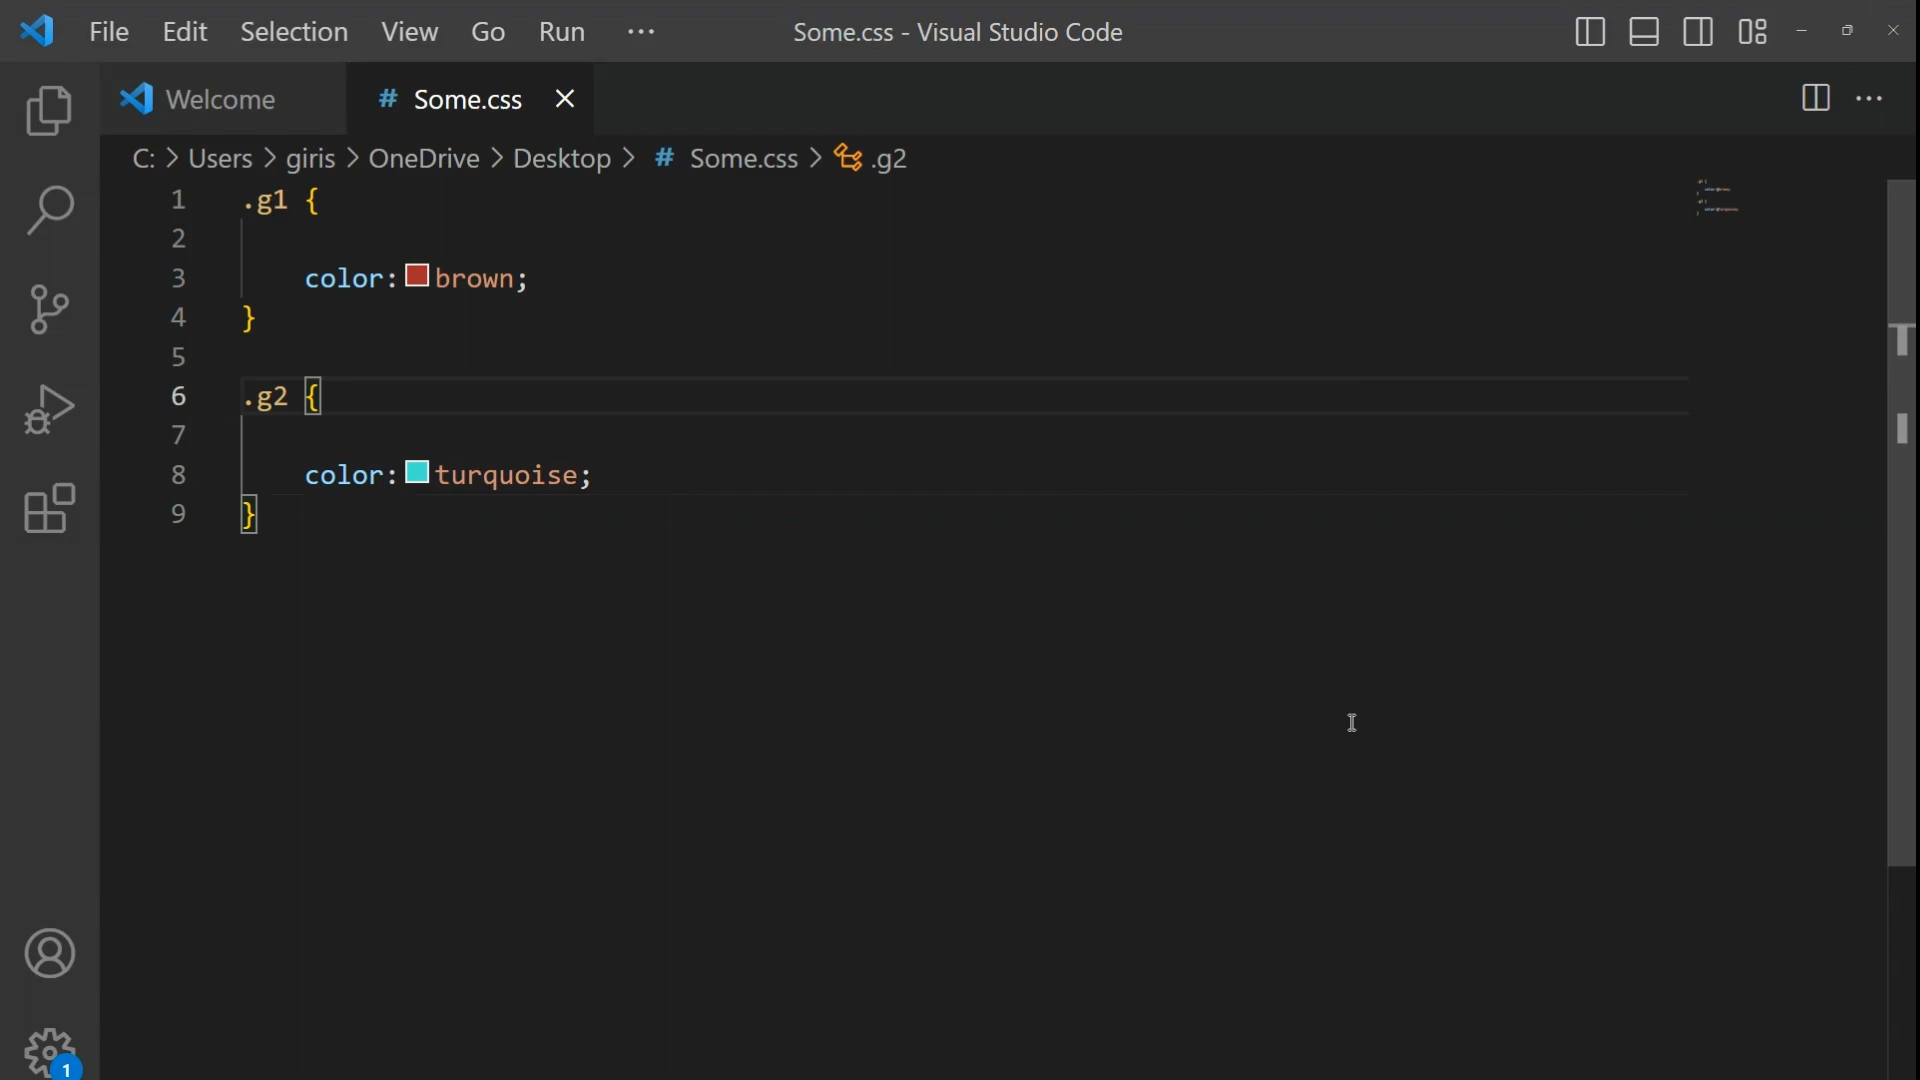 File Edit Selection View Go Run ··· Some.css - Visual Studio Code
Welcome # Some.css
C: > Users > giris > OneDrive > Desktop > # Some.css > .g2
1 .g1 {
2
3 color: brown;
4 }
5
6 .g2 {
7
8 color: turquoise;
9 }
1